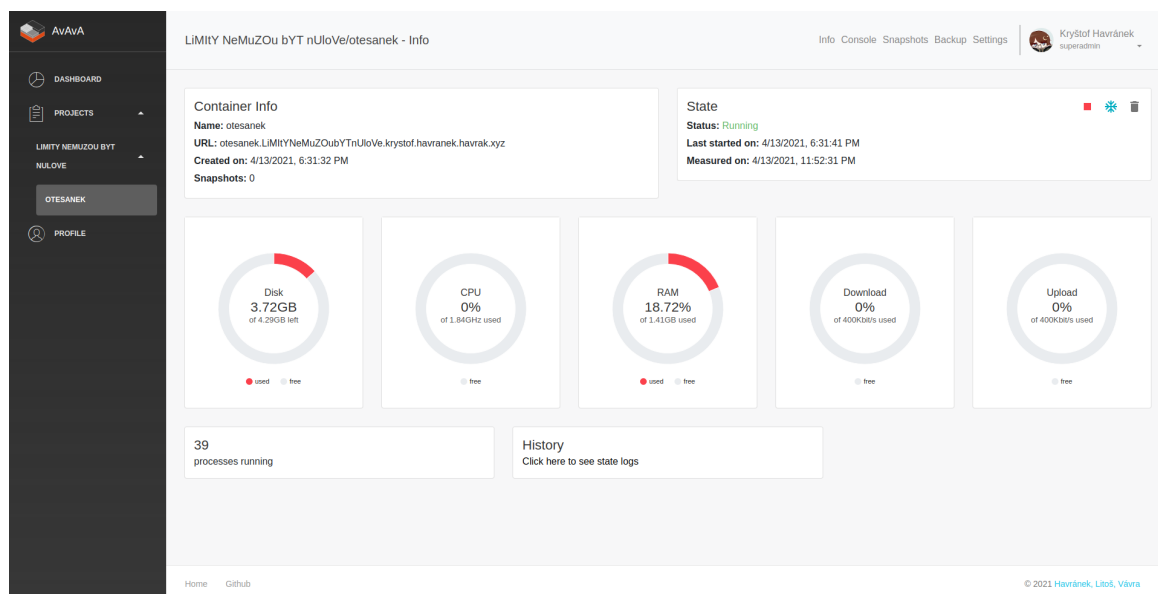 AvAvA
DASHBOARD
PROJECTS
LIMITY NEMUZOU BYT
NULOVE
OTESANEK
PROFILE
LiMItY NeMuZOu bYT nUloVe/otesanek - Info
Info Console Snapshots Backup Settings
Kryštof Havránek
superadmin
Container Info
Name: otesanek
URL: otesanek.LiMItYNeMuZOubYTnUloVe.krystof.havranek.havrak.xyz
Created on: 4/13/2021, 6:31:32 PM
Snapshots: 0
State
Status: Running
Last started on: 4/13/2021, 6:31:41 PM
Measured on: 4/13/2021, 11:52:31 PM
Disk
3.72GB
of 4.29GB left
used free
CPU
0%
of 1.84GHz used
free
RAM
18.72%
of 1.41GB used
used free
Download
0%
of 400Kbit/s used
free
Upload
0%
of 400Kbit/s used
free
39
processes running
History
Click here to see state logs
Home Github
© 2021 Havránek, Litoš, Vávra